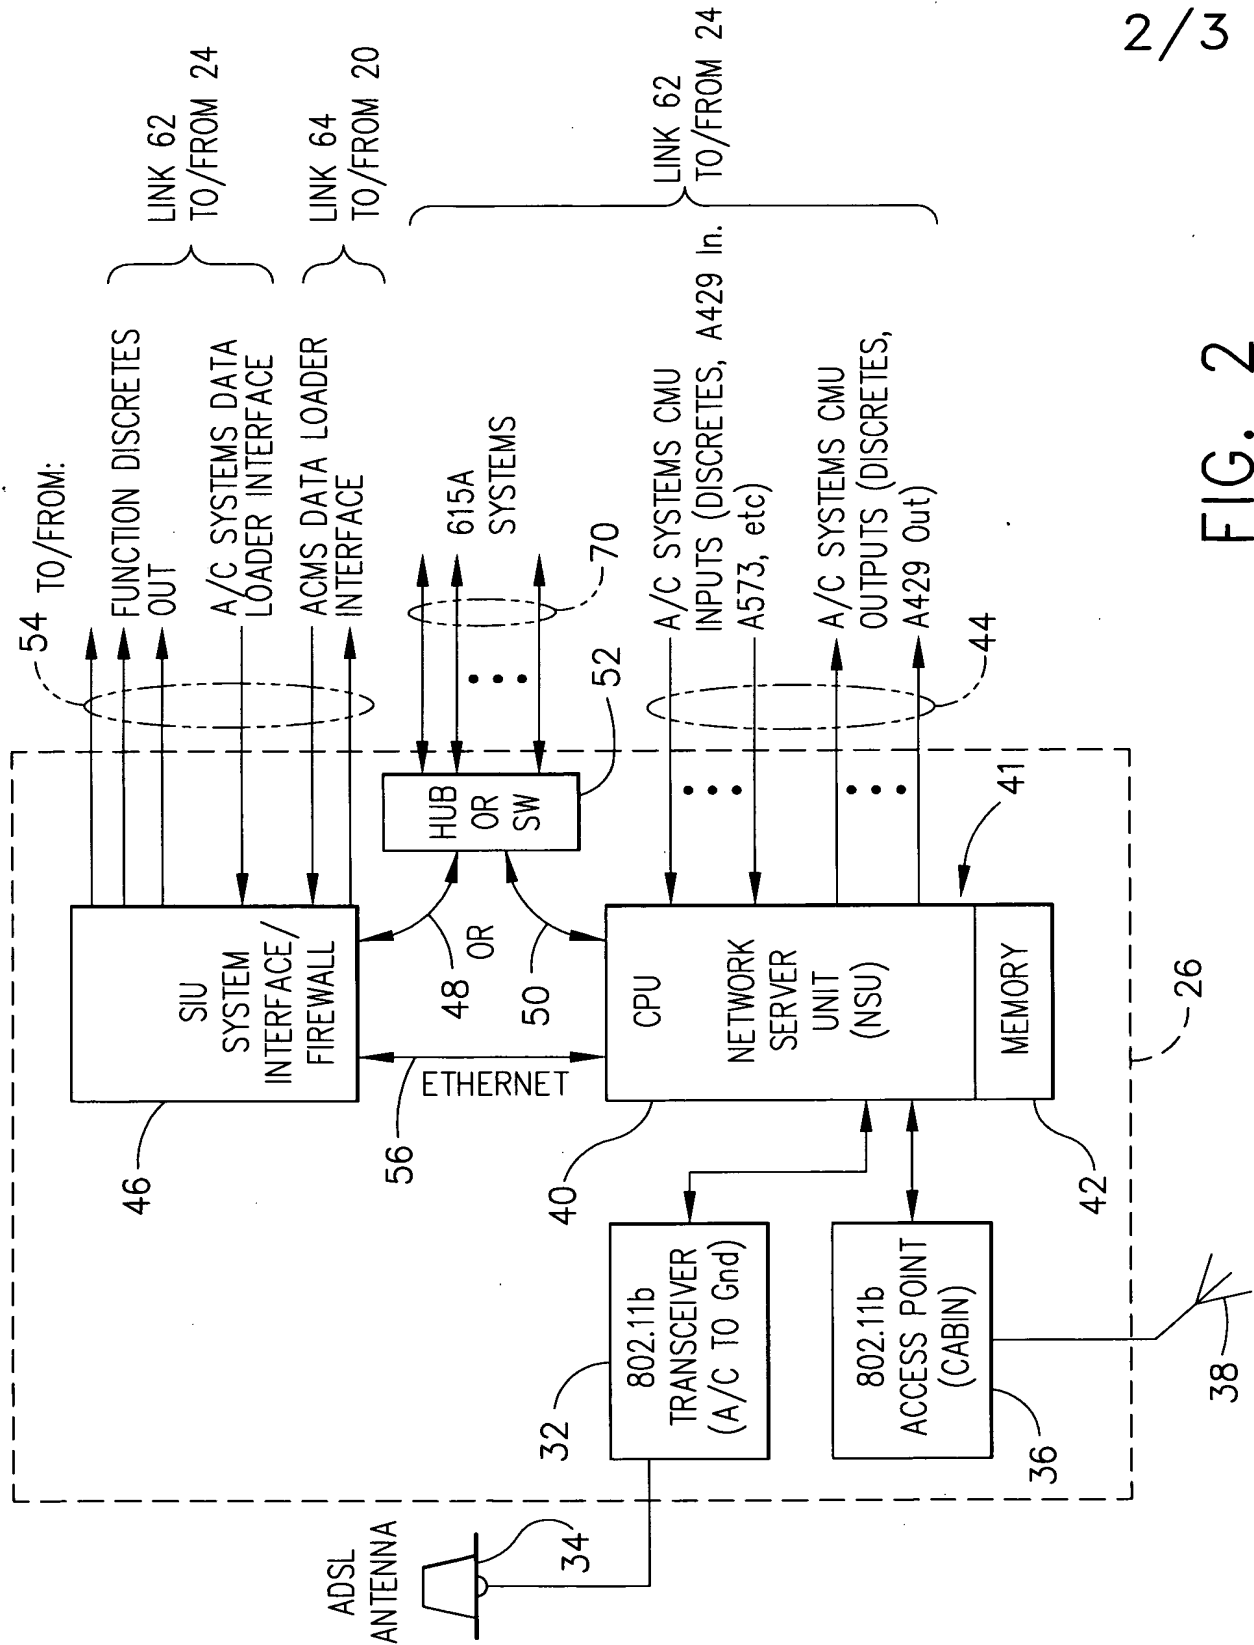 2/3
54
TO/FROM:
FUNCTION DISCRETES
OUT
LINK 62
TO/FROM 24
A/C SYSTEMS DATA
LOADER INTERFACE
ACMS DATA LOADER
INTERFACE
LINK 64
TO/FROM 20
615A
SYSTEMS
70
52
A/C SYSTEMS CMU
INPUTS (DISCRETES, A429 In.
A573, etc)
LINK 62
TO/FROM 24
A/C SYSTEMS CMU
OUTPUTS (DISCRETES,
A429 Out)
44
41
SIU
SYSTEM
INTERFACE/
FIREWALL
46
HUB
OR
SW
48
OR
50
56
ETHERNET
CPU
NETWORK
SERVER
UNIT
(NSU)
MEMORY
40
42
26
802.11b
TRANSCEIVER
(A/C TO Gnd)
32
802.11b
ACCESS POINT
(CABIN)
36
38
ADSL
ANTENNA
34
FIG. 2